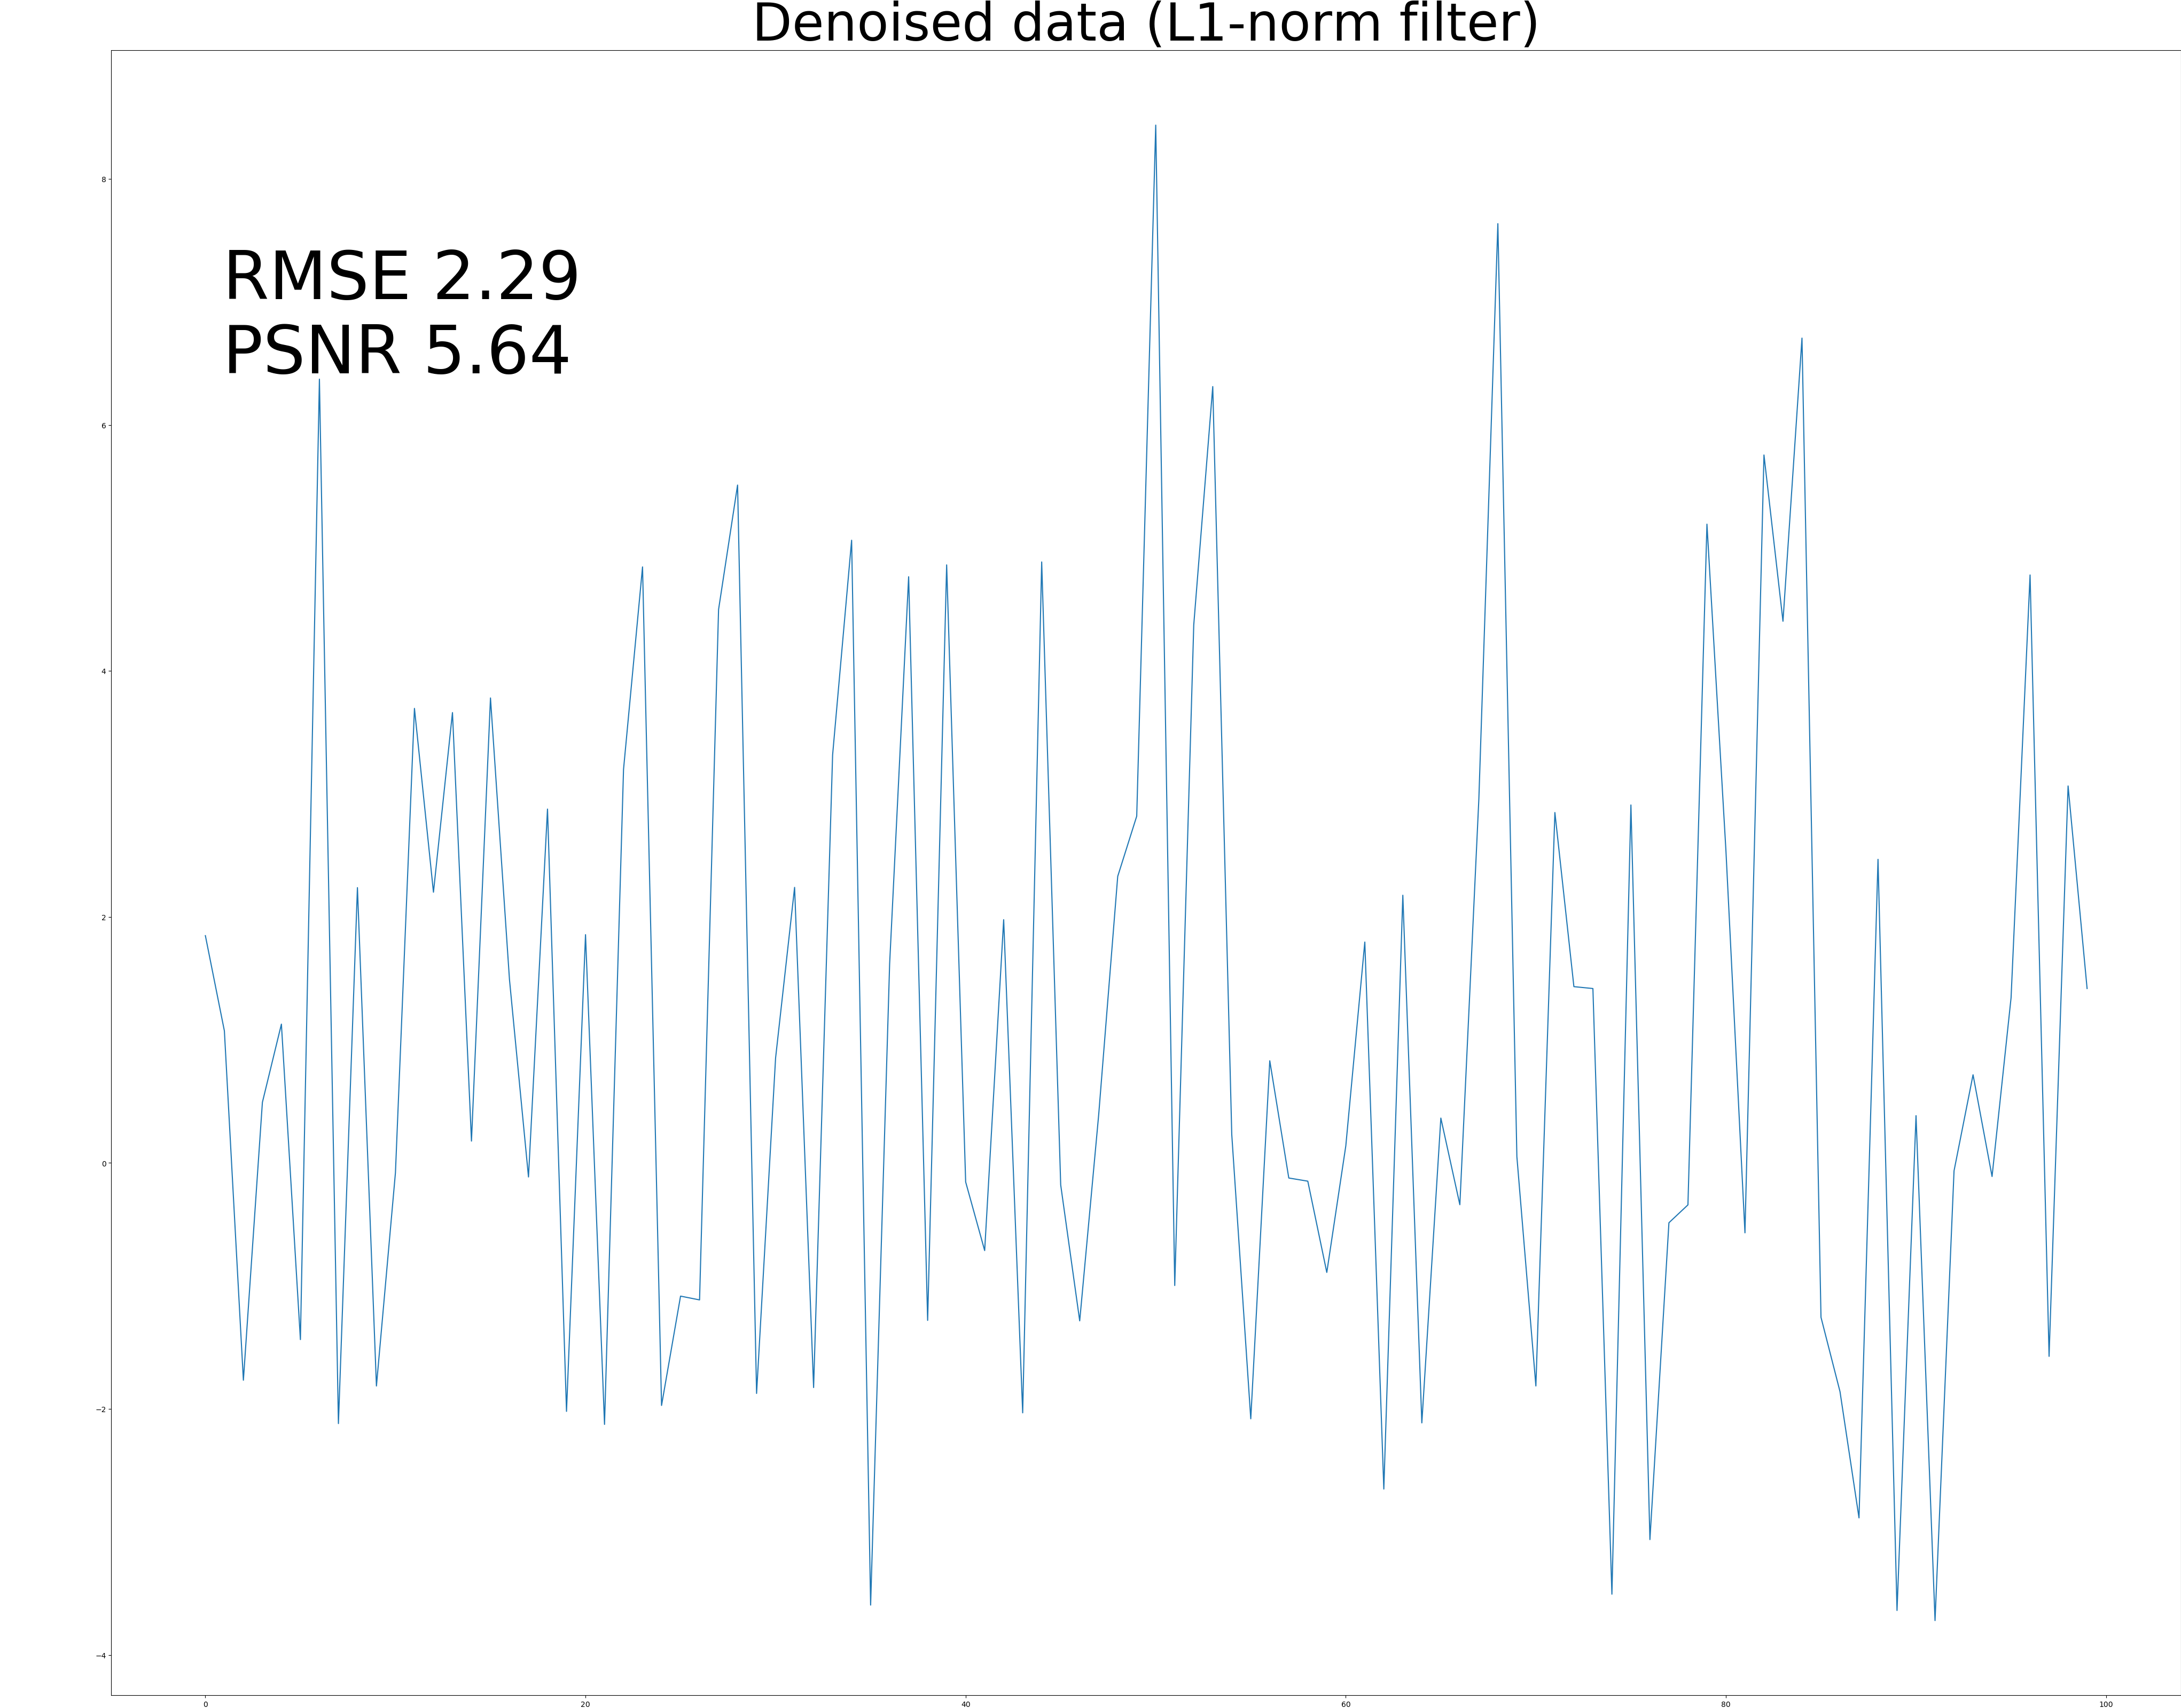 Denoised data (L1-norm filter)
RMSE 2.29
PSNR 5.64
8
6
4
2
0
−2
−4
0 20 40 60 80 100